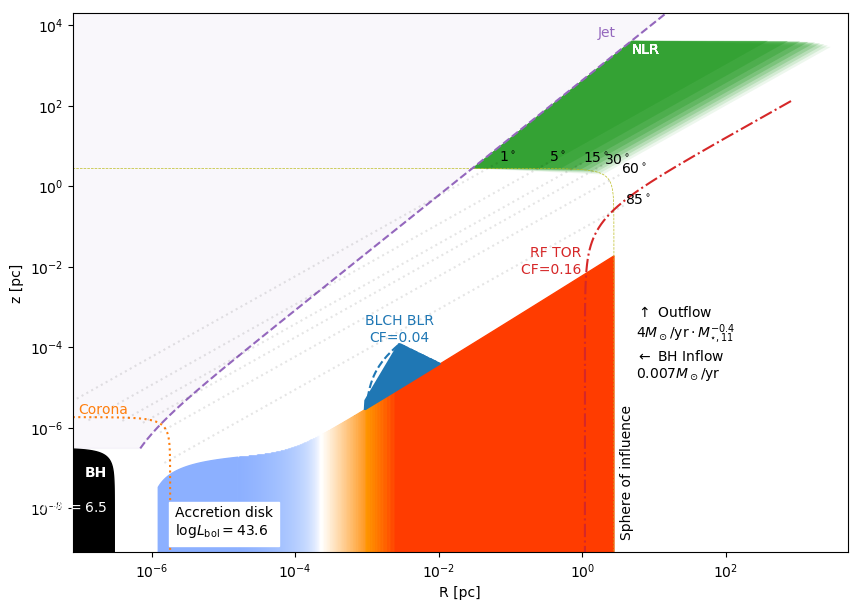 Jet
NLR
1°
5°
15°
30°
60°
85°
RF TOR
CF=0.16
BLCH BLR
CF=0.04
↑ Outflow
4M⊙/yr · M⋆,11^−0.4
← BH Inflow
0.007M⊙/yr
Corona
BH
= 6.5
Accretion disk
logL_bol = 43.6
Sphere of influence
10^4
10^2
10^0
10^−2
10^−4
10^−6
10^−8
z [pc]
10^−6
10^−4
10^−2
10^0
10^2
R [pc]